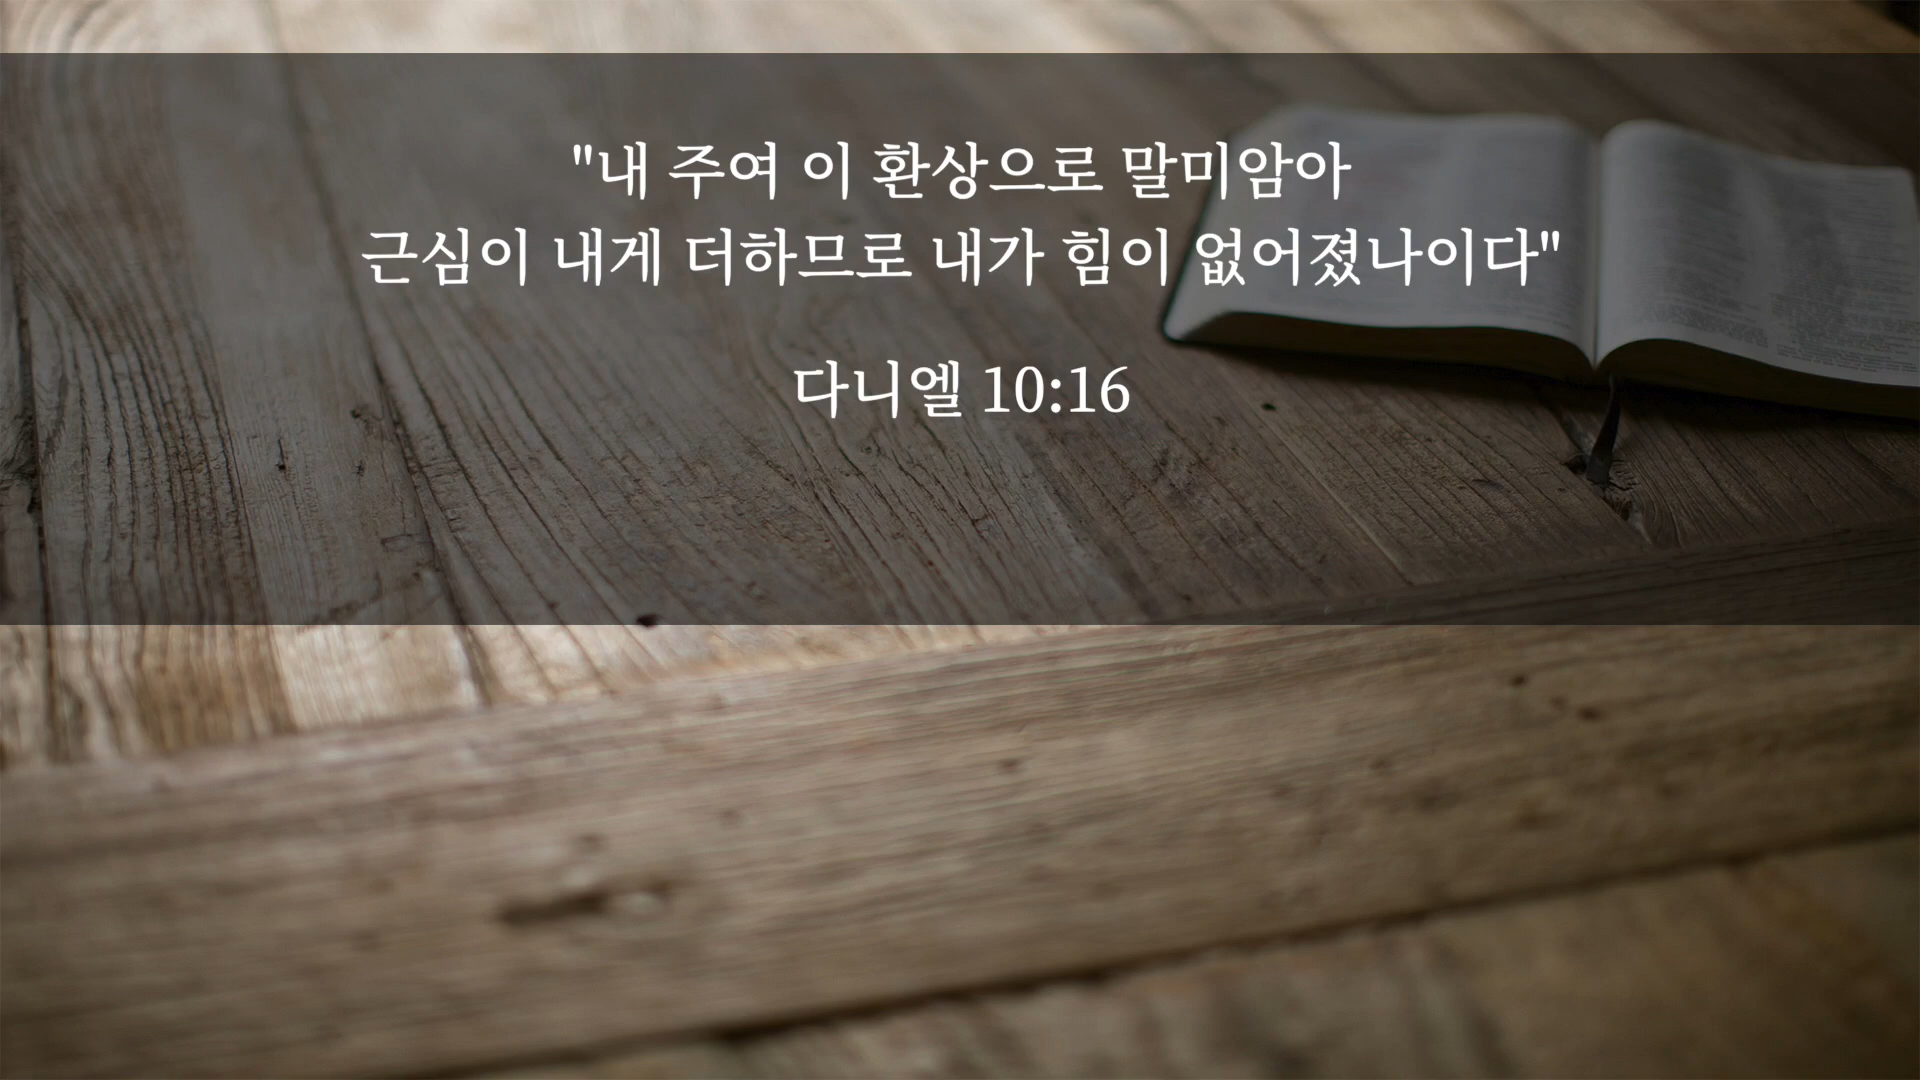 "내 주여 이 환상으로 말미암아
근심이 내게 더하므로 내가 힘이 없어졌나이다"
다니엘 10:16